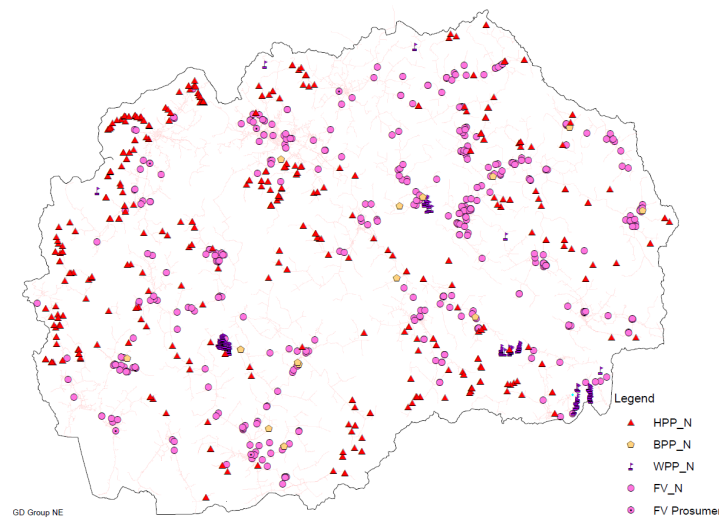 Legend
HPP_N
BPP_N
WPP_N
FV_N
FV Prosumer
GD Group NE